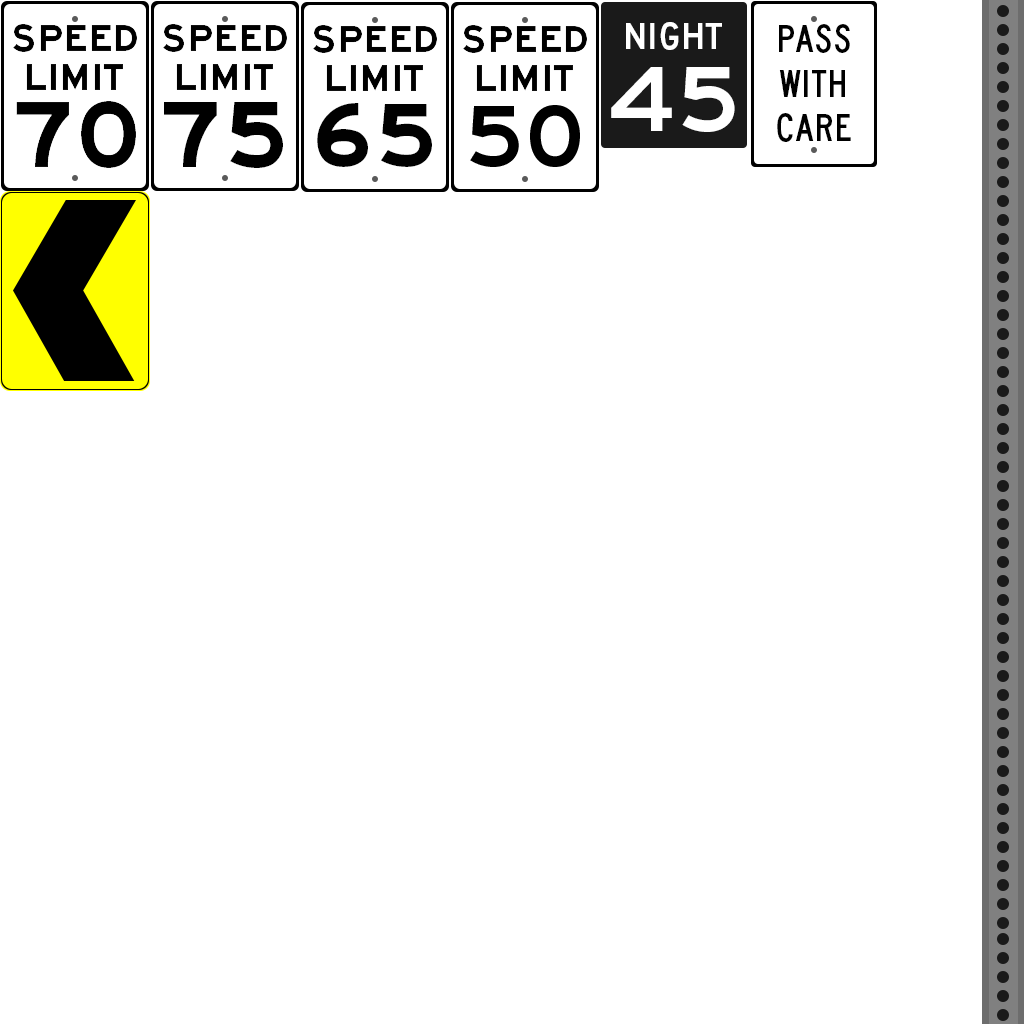 SPEED
LIMIT
70
SPEED
LIMIT
75
SPEED
LIMIT
65
SPEED
LIMIT
50
NIGHT
45
PASS
WITH
CARE